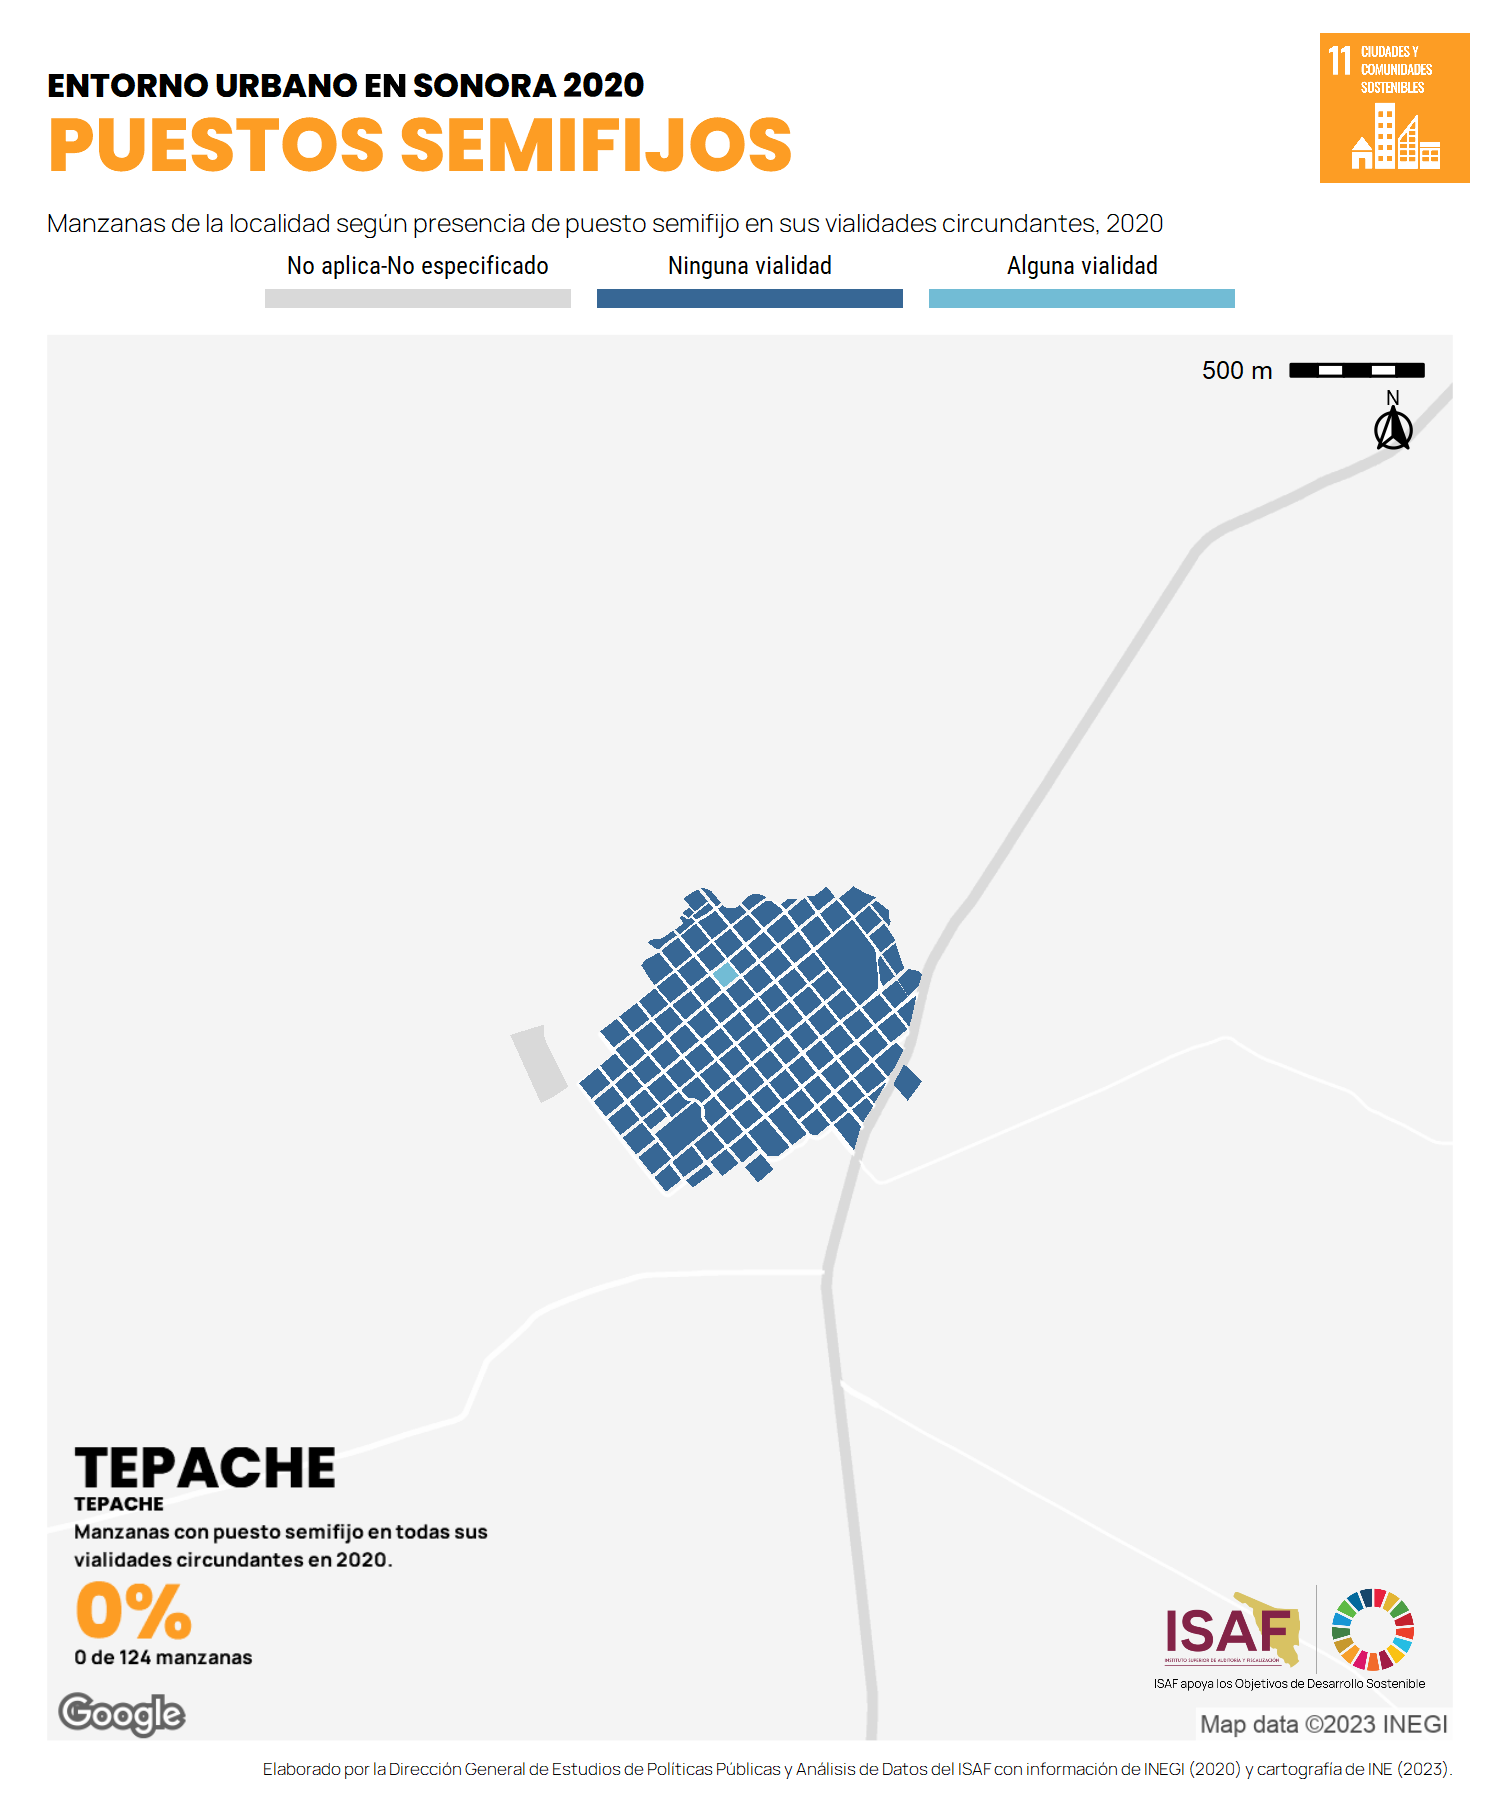 ENTORNO URBANO EN SONORA 2020
PUESTOS SEMIFIJOS
11 CIUDADES Y
COMUNIDADES
SOSTENIBLES
Manzanas de la localidad según presencia de puesto semifijo en sus vialidades circundantes, 2020
No aplica-No especificado
Ninguna vialidad
Alguna vialidad
500 m
N
TEPACHE
TEPACHE
Manzanas con puesto semifijo en todas sus
vialidades circundantes en 2020.
0%
0 de 124 manzanas
ISAF
INSTITUTO SUPERIOR DE AUDITORÍA Y FISCALIZACIÓN
ISAF apoya los Objetivos de Desarrollo Sostenible
Google
Map data ©2023 INEGI
Elaborado por la Dirección General de Estudios de Políticas Públicas y Análisis de Datos del ISAF con información de INEGI (2020) y cartografía de INE (2023).